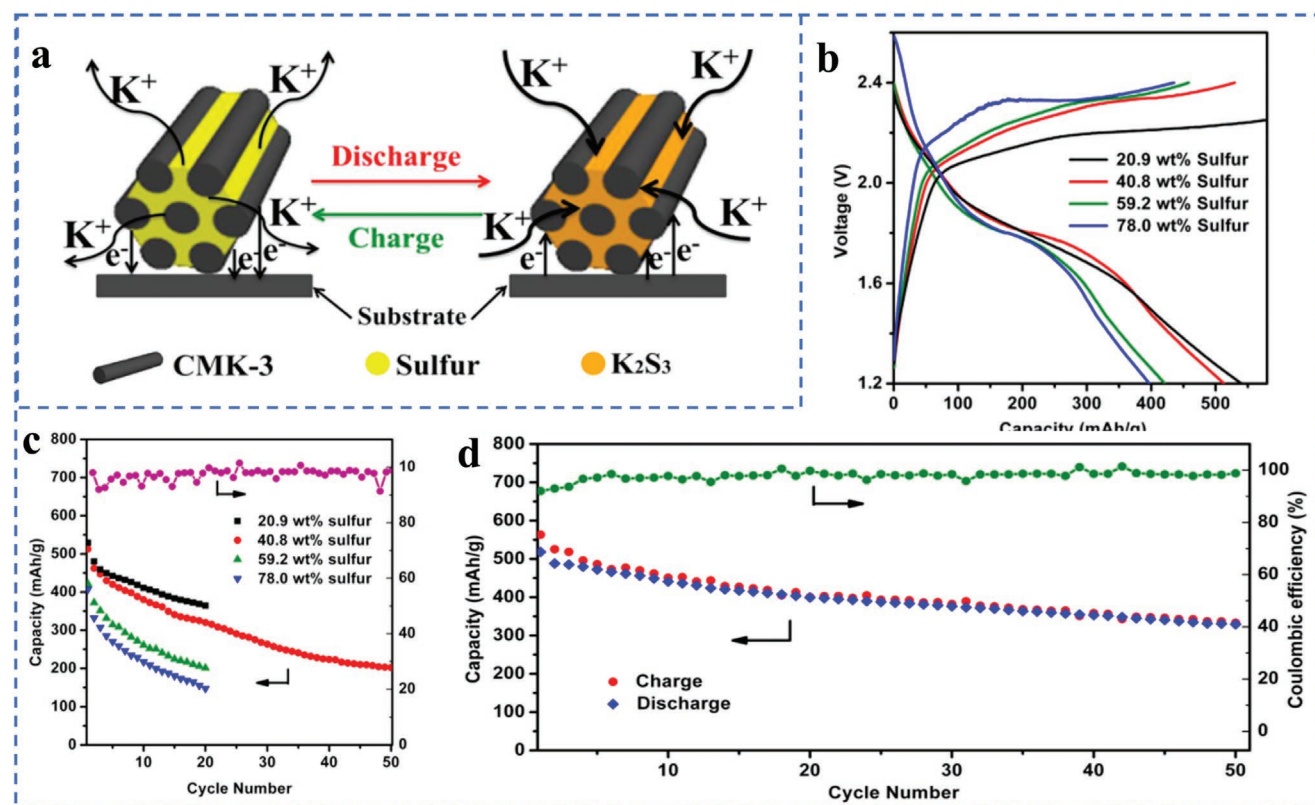 a
K+
K+
K+
K+
e-
e-
e-
Discharge
Charge
K+
K+
K+
K+
e-
e-
e-
Substrate
CMK-3
Sulfur
K2S3
b
2.4
2.0
1.6
1.2
Voltage (V)
20.9 wt% Sulfur
40.8 wt% Sulfur
59.2 wt% Sulfur
78.0 wt% Sulfur
0 100 200 300 400 500
Capacity (mAh/g)
c
800
700
600
500
400
300
200
100
0
Capacity (mAh/g)
20.9 wt% sulfur
40.8 wt% sulfur
59.2 wt% sulfur
78.0 wt% sulfur
10
80
60
40
20
0
10 20 30 40 50
Cycle Number
d
800
700
600
500
400
300
200
100
0
Capacity (mAh/g)
Charge
Discharge
100
80
60
40
20
0
Coulombic efficiency (%)
10 20 30 40 50
Cycle Number